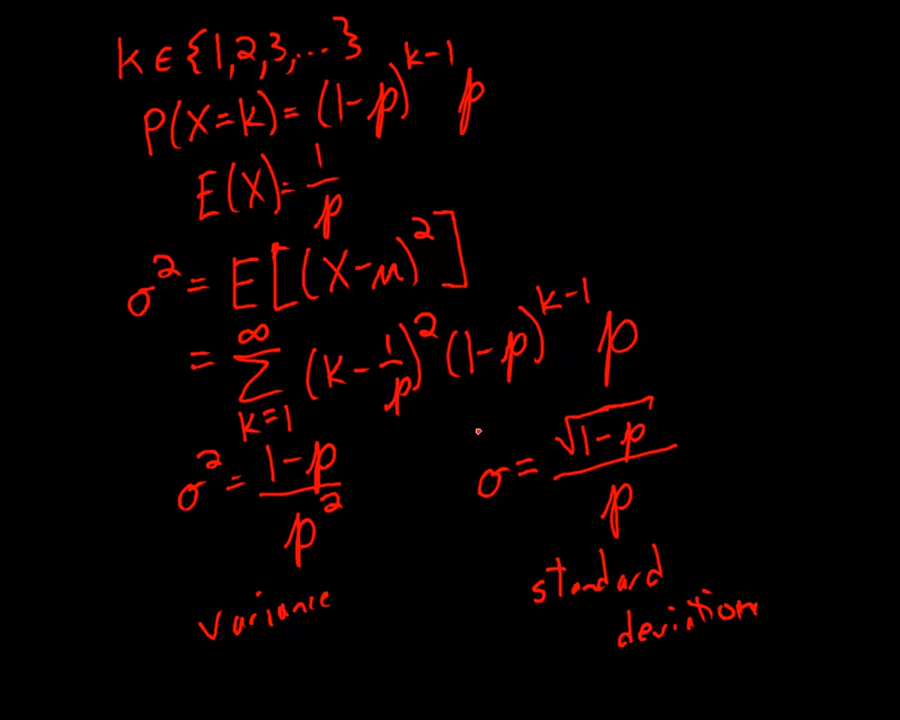 k ∈ {1,2,3,...}
P(X=k) = (1-p)^(k-1) p
E(X) = 1/p
σ² = E[(X-μ)²]
= ∑_{k=1}^{∞} (k - 1/p)² (1-p)^(k-1) p
σ² = (1-p)/p²
σ = √(1-p)/p
variance
standard
deviation